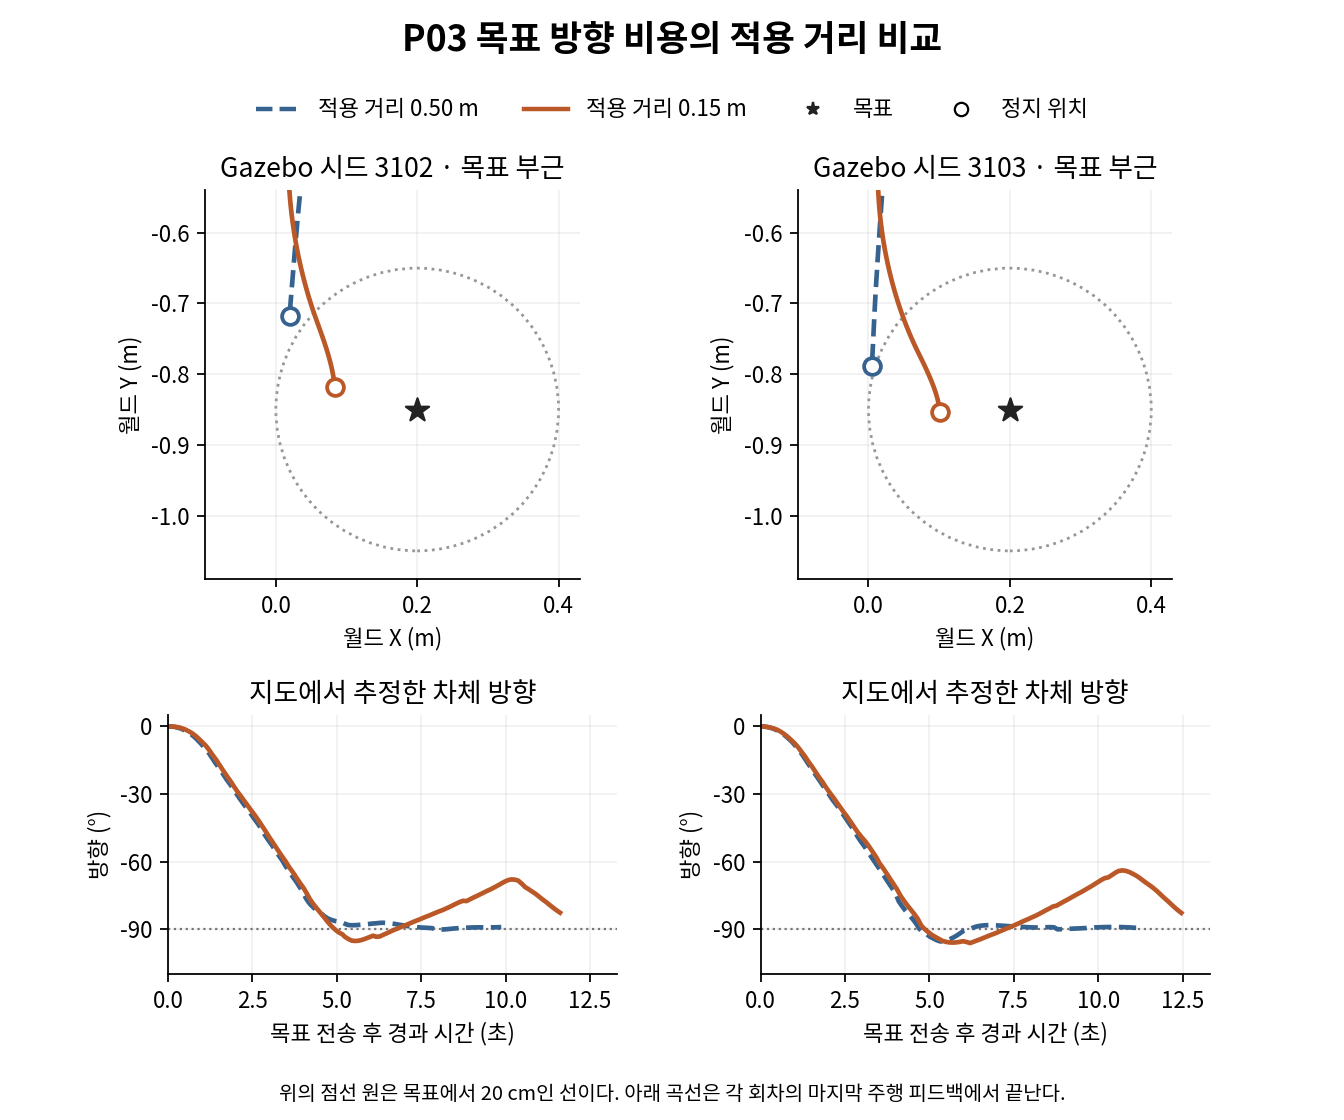 P03 목표 방향 비용의 적용 거리 비교
적용 거리 0.50 m 적용 거리 0.15 m 목표 정지 위치
Gazebo 시드 3102 · 목표 부근
월드 Y (m)
-0.6
-0.7
-0.8
-0.9
-1.0
0.0 0.2 0.4
월드 X (m)
Gazebo 시드 3103 · 목표 부근
월드 Y (m)
-0.6
-0.7
-0.8
-0.9
-1.0
0.0 0.2 0.4
월드 X (m)
지도에서 추정한 차체 방향
방향 (°)
0
-30
-60
-90
0.0 2.5 5.0 7.5 10.0 12.5
목표 전송 후 경과 시간 (초)
지도에서 추정한 차체 방향
방향 (°)
0
-30
-60
-90
0.0 2.5 5.0 7.5 10.0 12.5
목표 전송 후 경과 시간 (초)
위의 점선 원은 목표에서 20 cm인 선이다. 아래 곡선은 각 회차의 마지막 주행 피드백에서 끝난다.